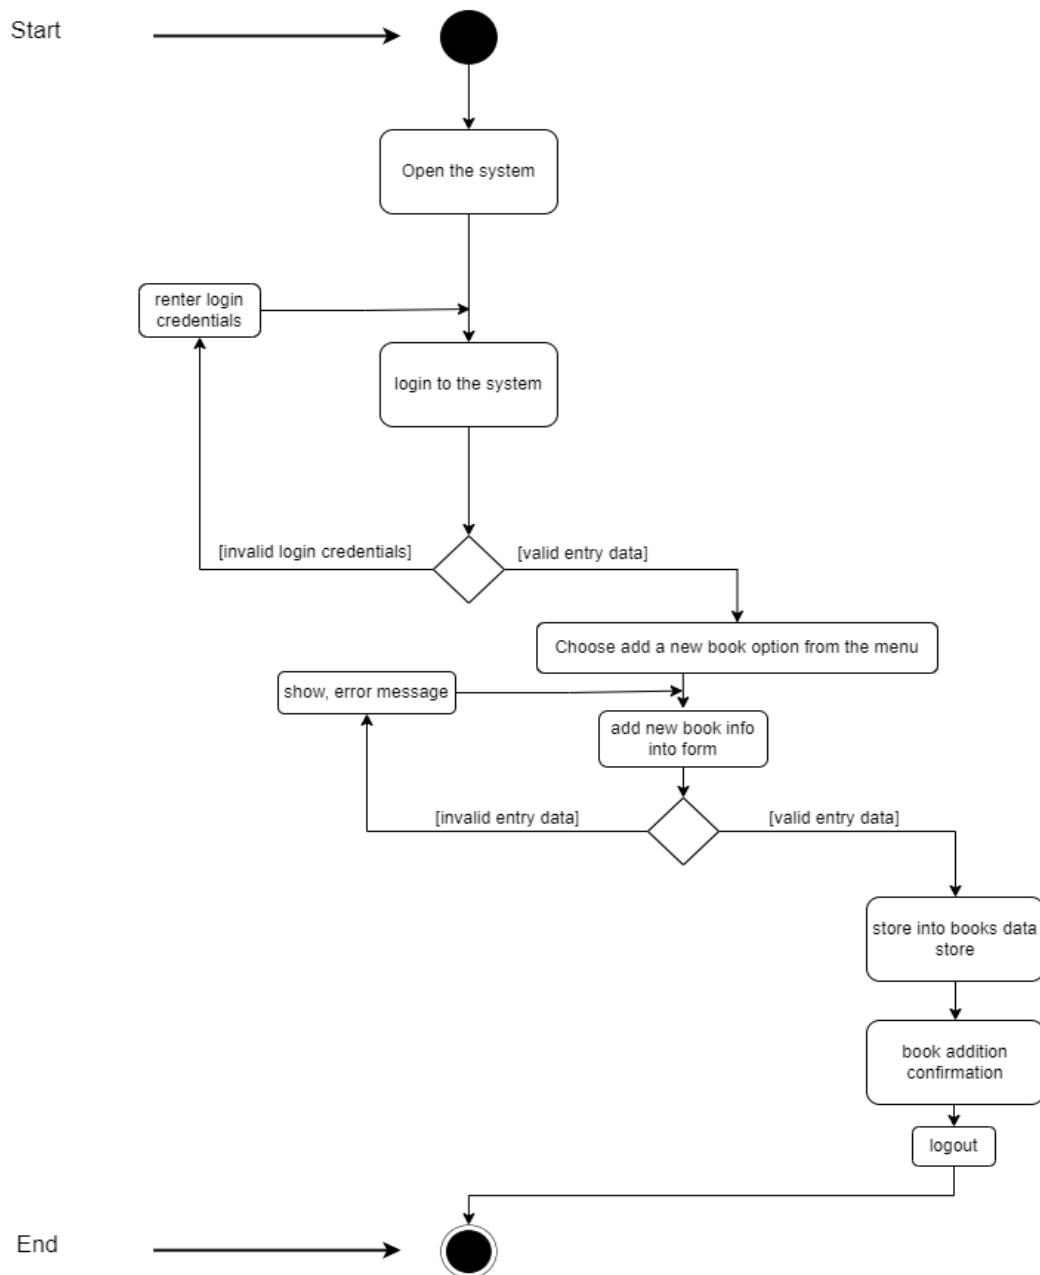 Start
Open the system
renter login
credentials
login to the system
[invalid login credentials]
[valid entry data]
Choose add a new book option from the menu
show, error message
add new book info
into form
[invalid entry data]
[valid entry data]
store into books data
store
book addition
confirmation
logout
End